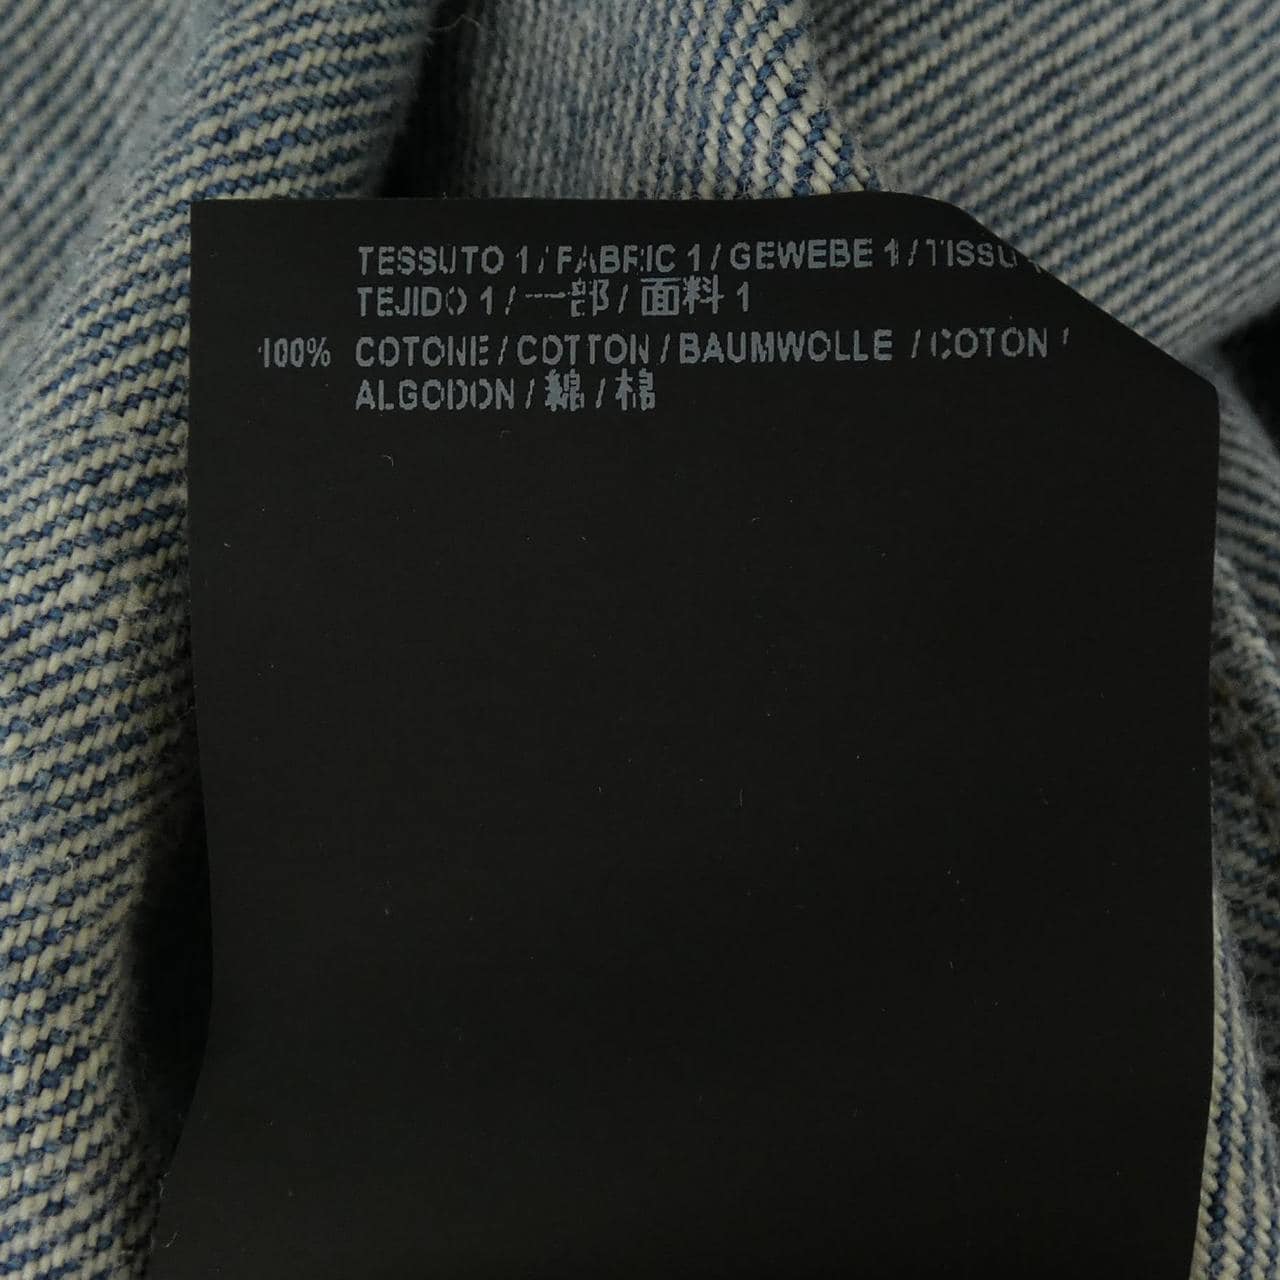 TESSUTO 1 / FABRIC 1 / GEWEBE 1 / TISSU
TEJIDO 1 / 一部 / 面料 1
100% COTONE / COTTON / BAUMWOLLE / COTON /
ALGODON / 綿 / 棉